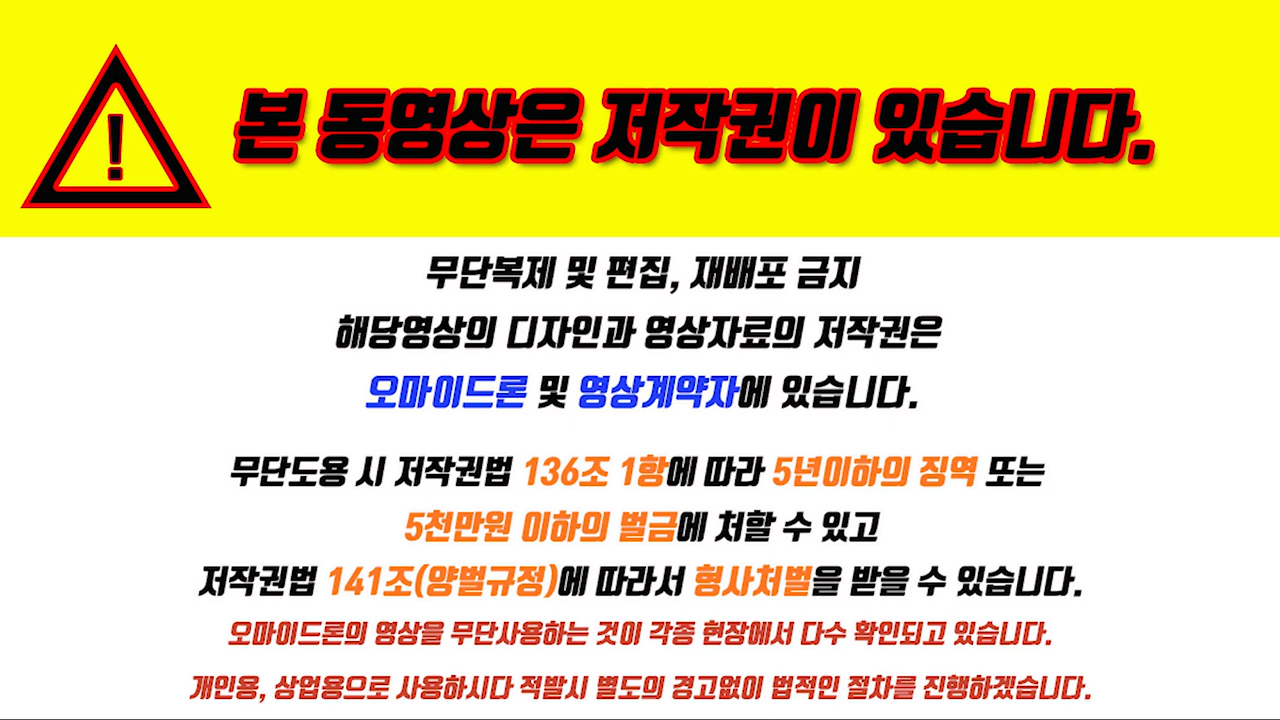 !
본 동영상은 저작권이 있습니다.
무단복제 및 편집, 재배포 금지
해당영상의 디자인과 영상자료의 저작권은
오마이드론 및 영상계약자에 있습니다.
무단도용 시 저작권법 136조 1항에 따라 5년이하의 징역 또는
5천만원 이하의 벌금에 처할 수 있고
저작권법 141조(양벌규정)에 따라서 형사처벌을 받을 수 있습니다.
오마이드론의 영상을 무단사용하는 것이 각종 현장에서 다수 확인되고 있습니다.
개인용, 상업용으로 사용하시다 적발시 별도의 경고없이 법적인 절차를 진행하겠습니다.